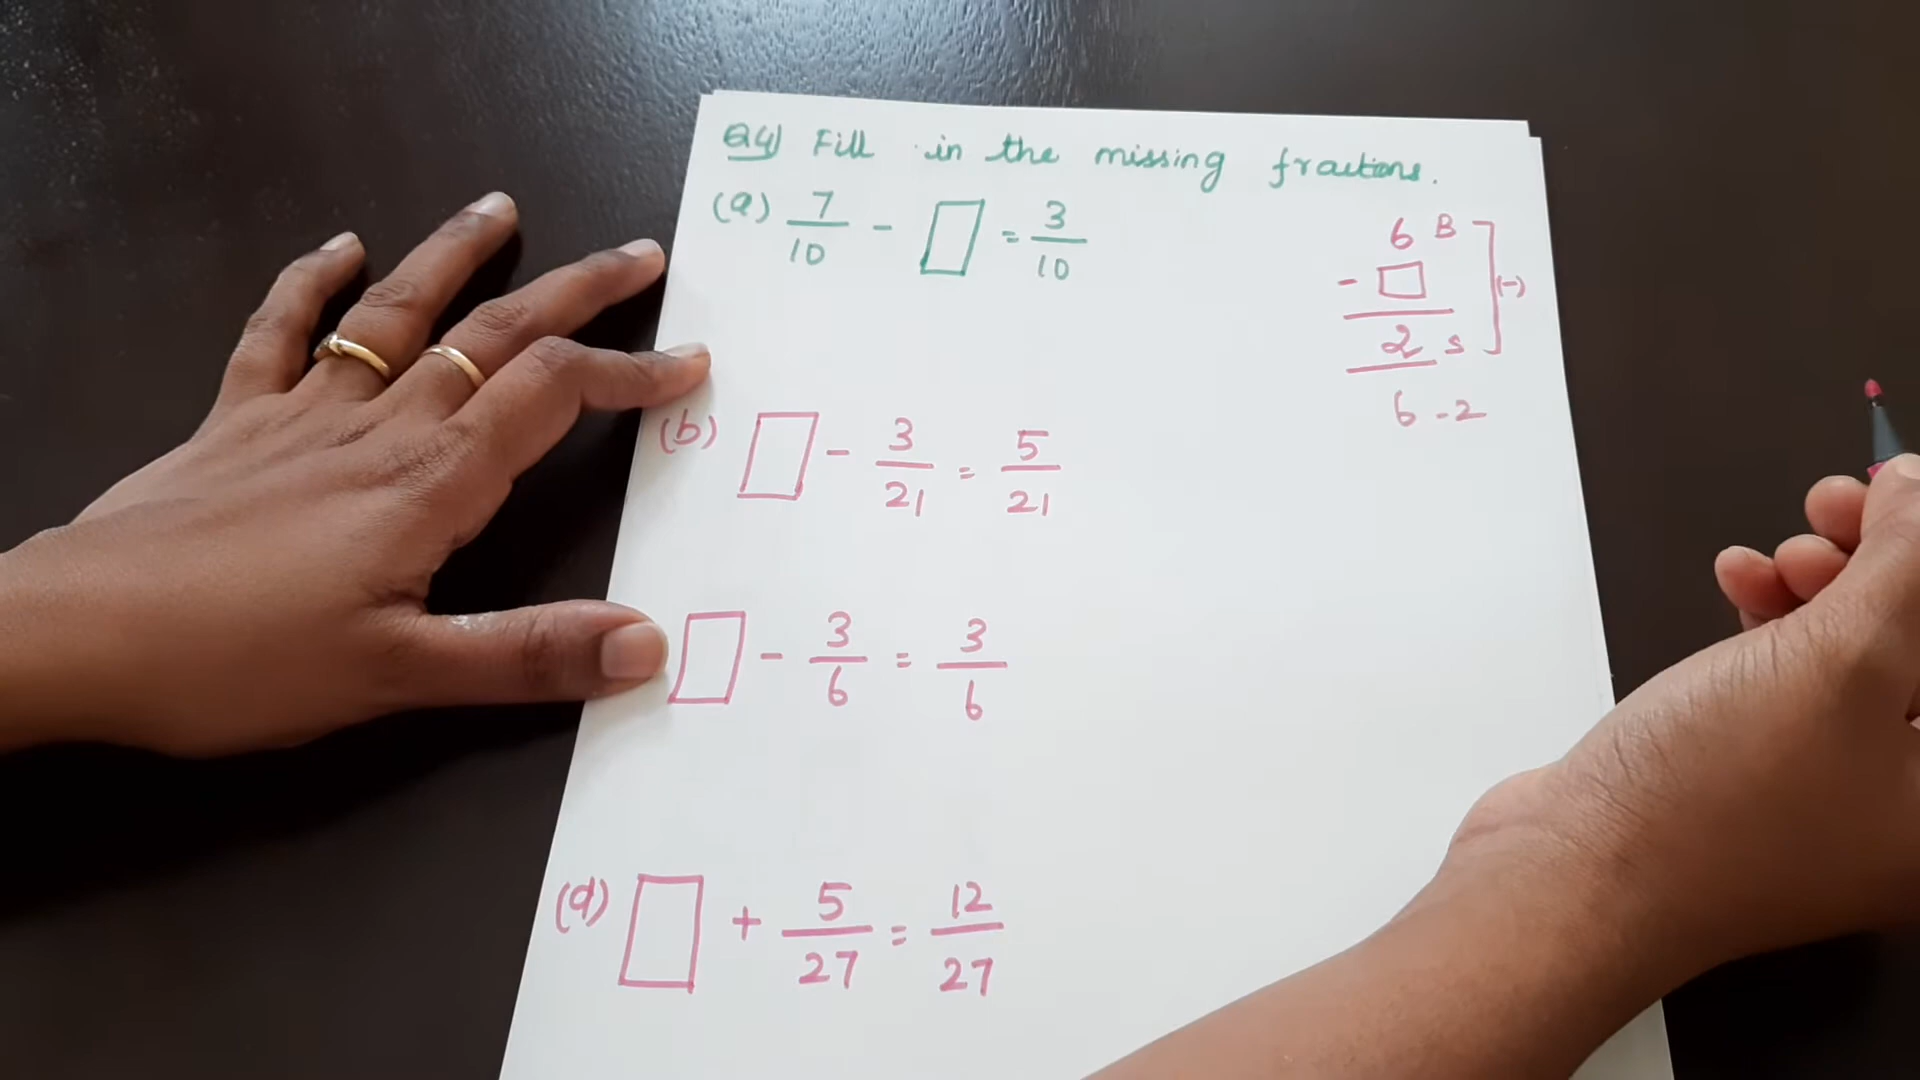 Q4) Fill in the missing fractions.
(a) 7/10 - □ = 3/10
6 B
- □ (-)
2 s
6 - 2
(b) □ - 3/21 = 5/21
□ - 3/6 = 3/6
(d) □ + 5/27 = 12/27